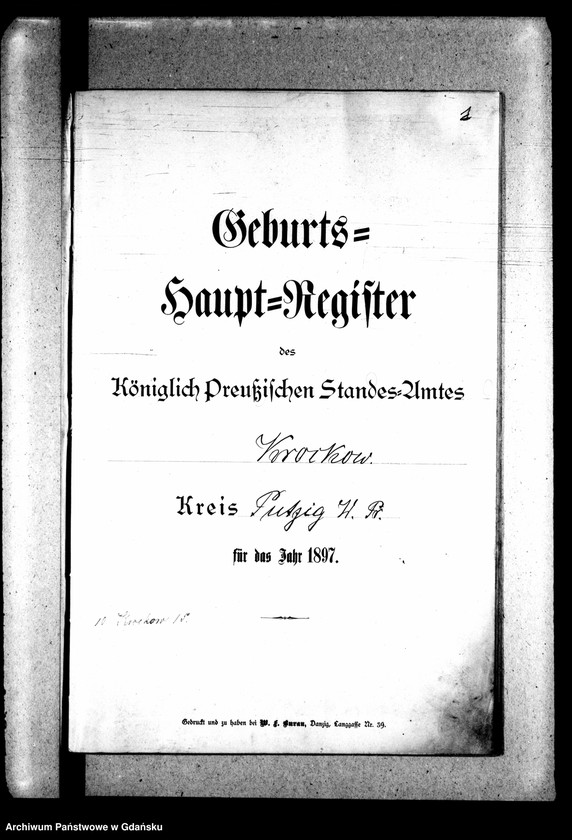 1
Geburts=
Haupt=Register
des
Königlich Preußischen Standes=Amtes
Krockow.
Kreis Putzig W. Pr.
für das Jahr 1897.
Gedruckt und zu haben bei W. F. Burau, Danzig, Langgasse Nr. 39.
Archiwum Państwowe w Gdańsku